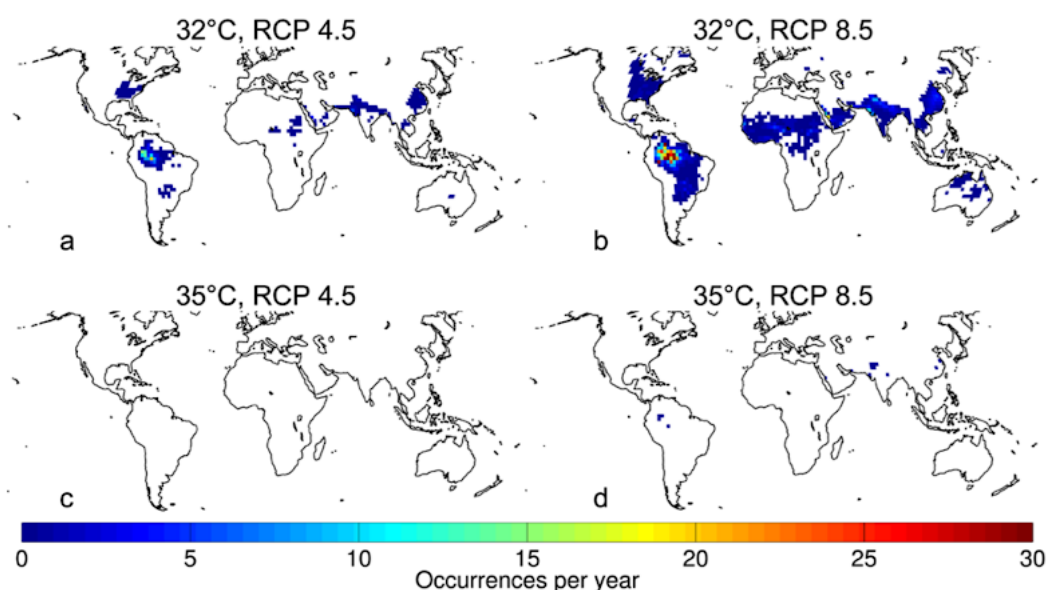 32°C, RCP 4.5
32°C, RCP 8.5
a
b
35°C, RCP 4.5
35°C, RCP 8.5
c
d
0 5 10 15 20 25 30
Occurrences per year